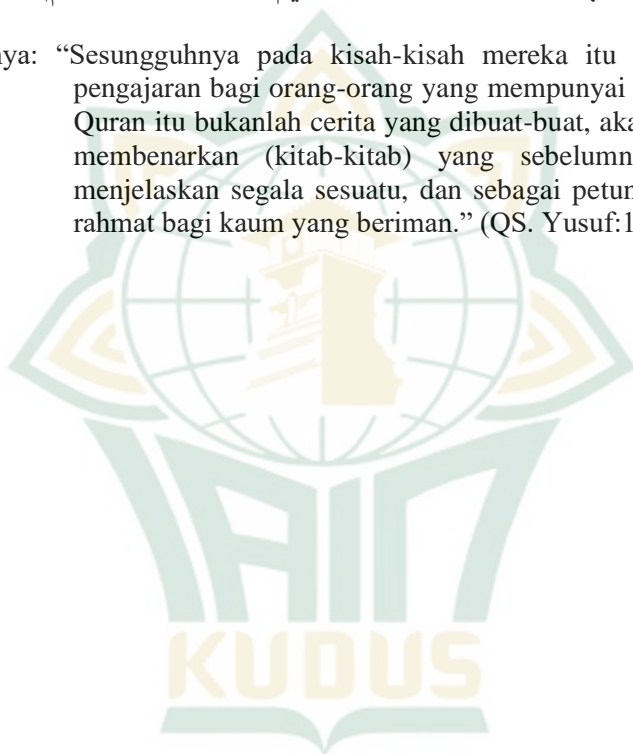 nya: “Sesungguhnya pada kisah-kisah mereka itu
pengajaran bagi orang-orang yang mempunyai
Quran itu bukanlah cerita yang dibuat-buat, aka
membenarkan (kitab-kitab) yang sebelumn
menjelaskan segala sesuatu, dan sebagai petun
rahmat bagi kaum yang beriman.” (QS. Yusuf:1
IAIN
KUDUS